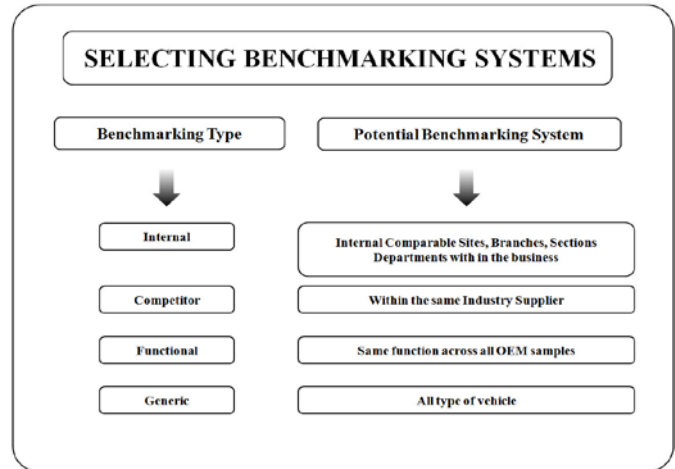 SELECTING BENCHMARKING SYSTEMS
Benchmarking Type
Potential Benchmarking System
Internal
Internal Comparable Sites, Branches, Sections
Departments with in the business
Competitor
Within the same Industry Supplier
Functional
Same function across all OEM samples
Generic
All type of vehicle